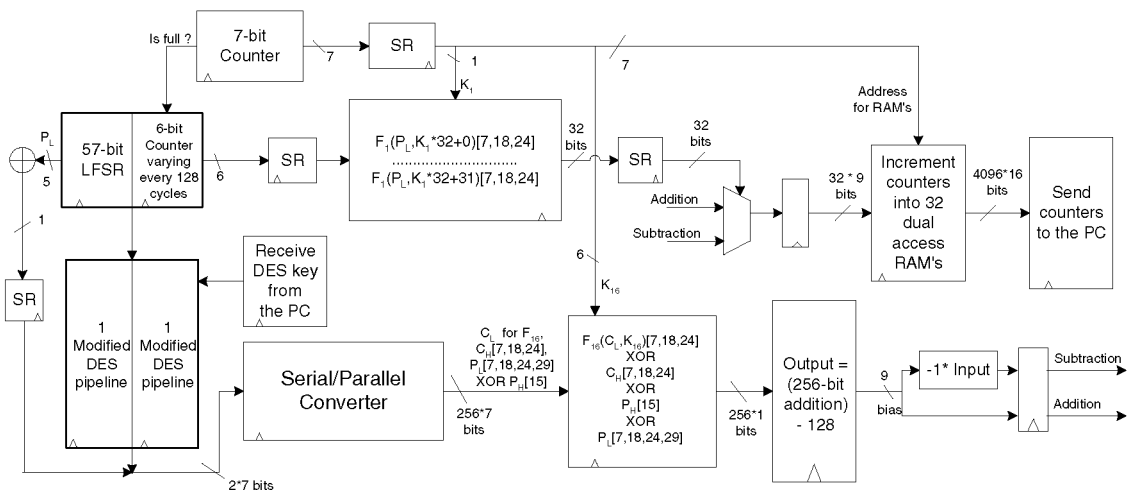 Is full ?
7-bit
Counter
7
SR
1
K1
7
Address
for RAM's
PL
5
57-bit
LFSR
6-bit
Counter
varying
every 128
cycles
6
SR
F1(PL,K1*32+0)[7,18,24]
..............................
F1(PL,K1*32+31)[7,18,24]
32
bits
SR
32
bits
Addition
Subtraction
32 * 9
bits
Increment
counters
into 32
dual
access
RAM's
4096*16
bits
Send
counters
to the PC
1
SR
Receive
DES key
from
the PC
1
Modified
DES
pipeline
1
Modified
DES
pipeline
2*7 bits
Serial/Parallel
Converter
CL for F16,
CH[7,18,24],
PL[7,18,24,29]
XOR PH[15]
256*7
bits
6
K16
F16(CL,K16)[7,18,24]
XOR
CH[7,18,24]
XOR
PH[15]
XOR
PL[7,18,24,29]
256*1
bits
Output =
(256-bit
addition)
- 128
9
bias
-1* Input
Subtraction
Addition